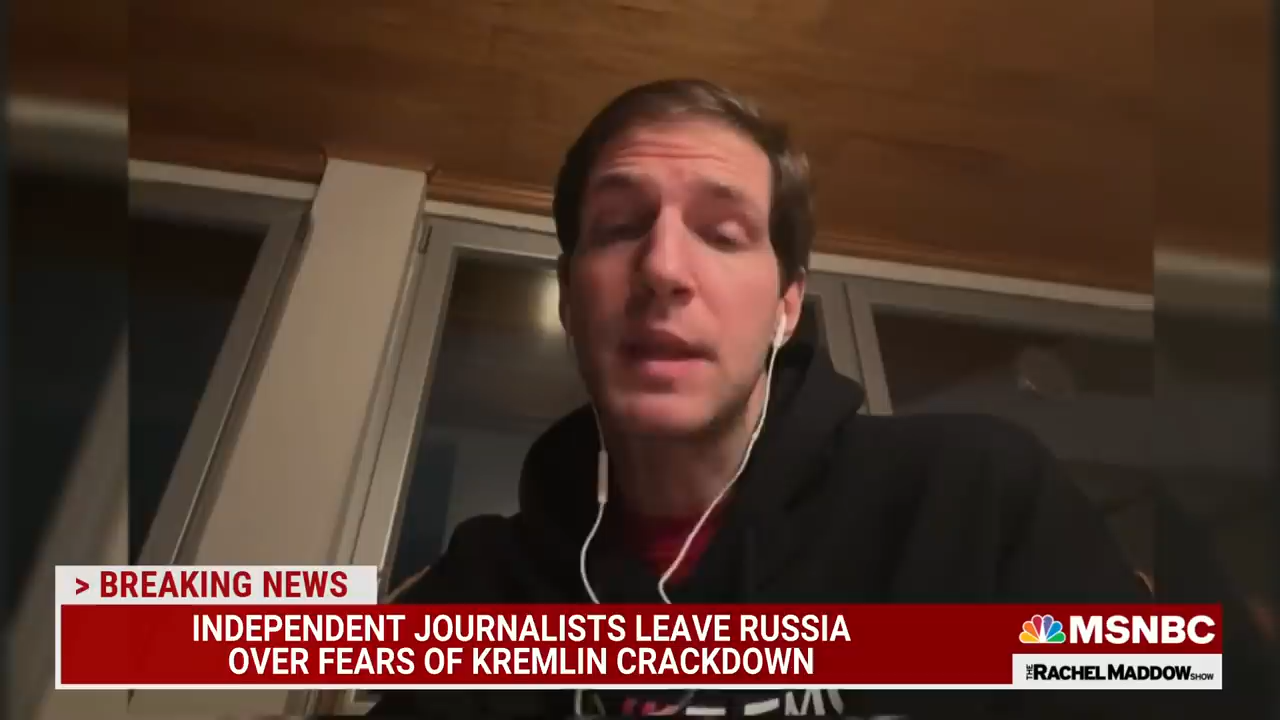 > BREAKING NEWS
INDEPENDENT JOURNALISTS LEAVE RUSSIA
OVER FEARS OF KREMLIN CRACKDOWN
MSNBC
THE RACHEL MADDOW SHOW